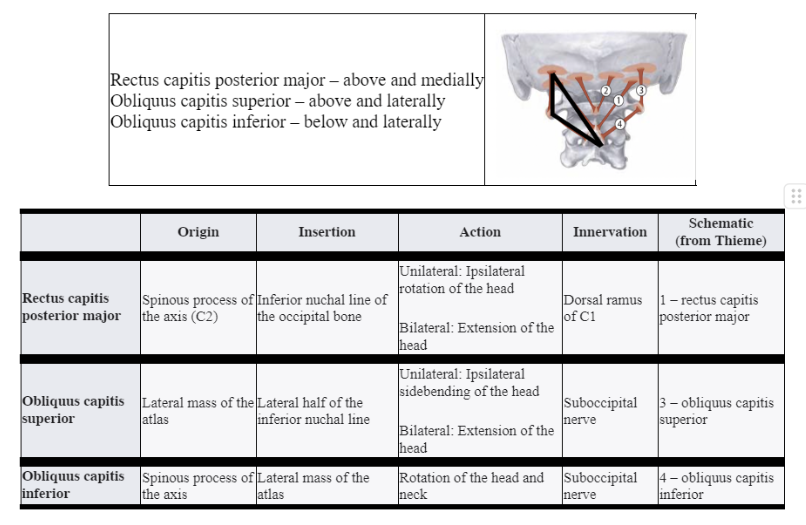 Rectus capitis posterior major – above and medially
Obliquus capitis superior – above and laterally
Obliquus capitis inferior – below and laterally
2
3
1
4
Origin
Insertion
Action
Innervation
Schematic
(from Thieme)
Rectus capitis
posterior major
Spinous process of
the axis (C2)
Inferior nuchal line of
the occipital bone
Unilateral: Ipsilateral
rotation of the head
Bilateral: Extension of the
head
Dorsal ramus
of C1
1 – rectus capitis
posterior major
Obliquus capitis
superior
Lateral mass of the
atlas
Lateral half of the
inferior nuchal line
Unilateral: Ipsilateral
sidebending of the head
Bilateral: Extension of the
head
Suboccipital
nerve
3 – obliquus capitis
superior
Obliquus capitis
inferior
Spinous process of
the axis
Lateral mass of the
atlas
Rotation of the head and
neck
Suboccipital
nerve
4 – obliquus capitis
inferior